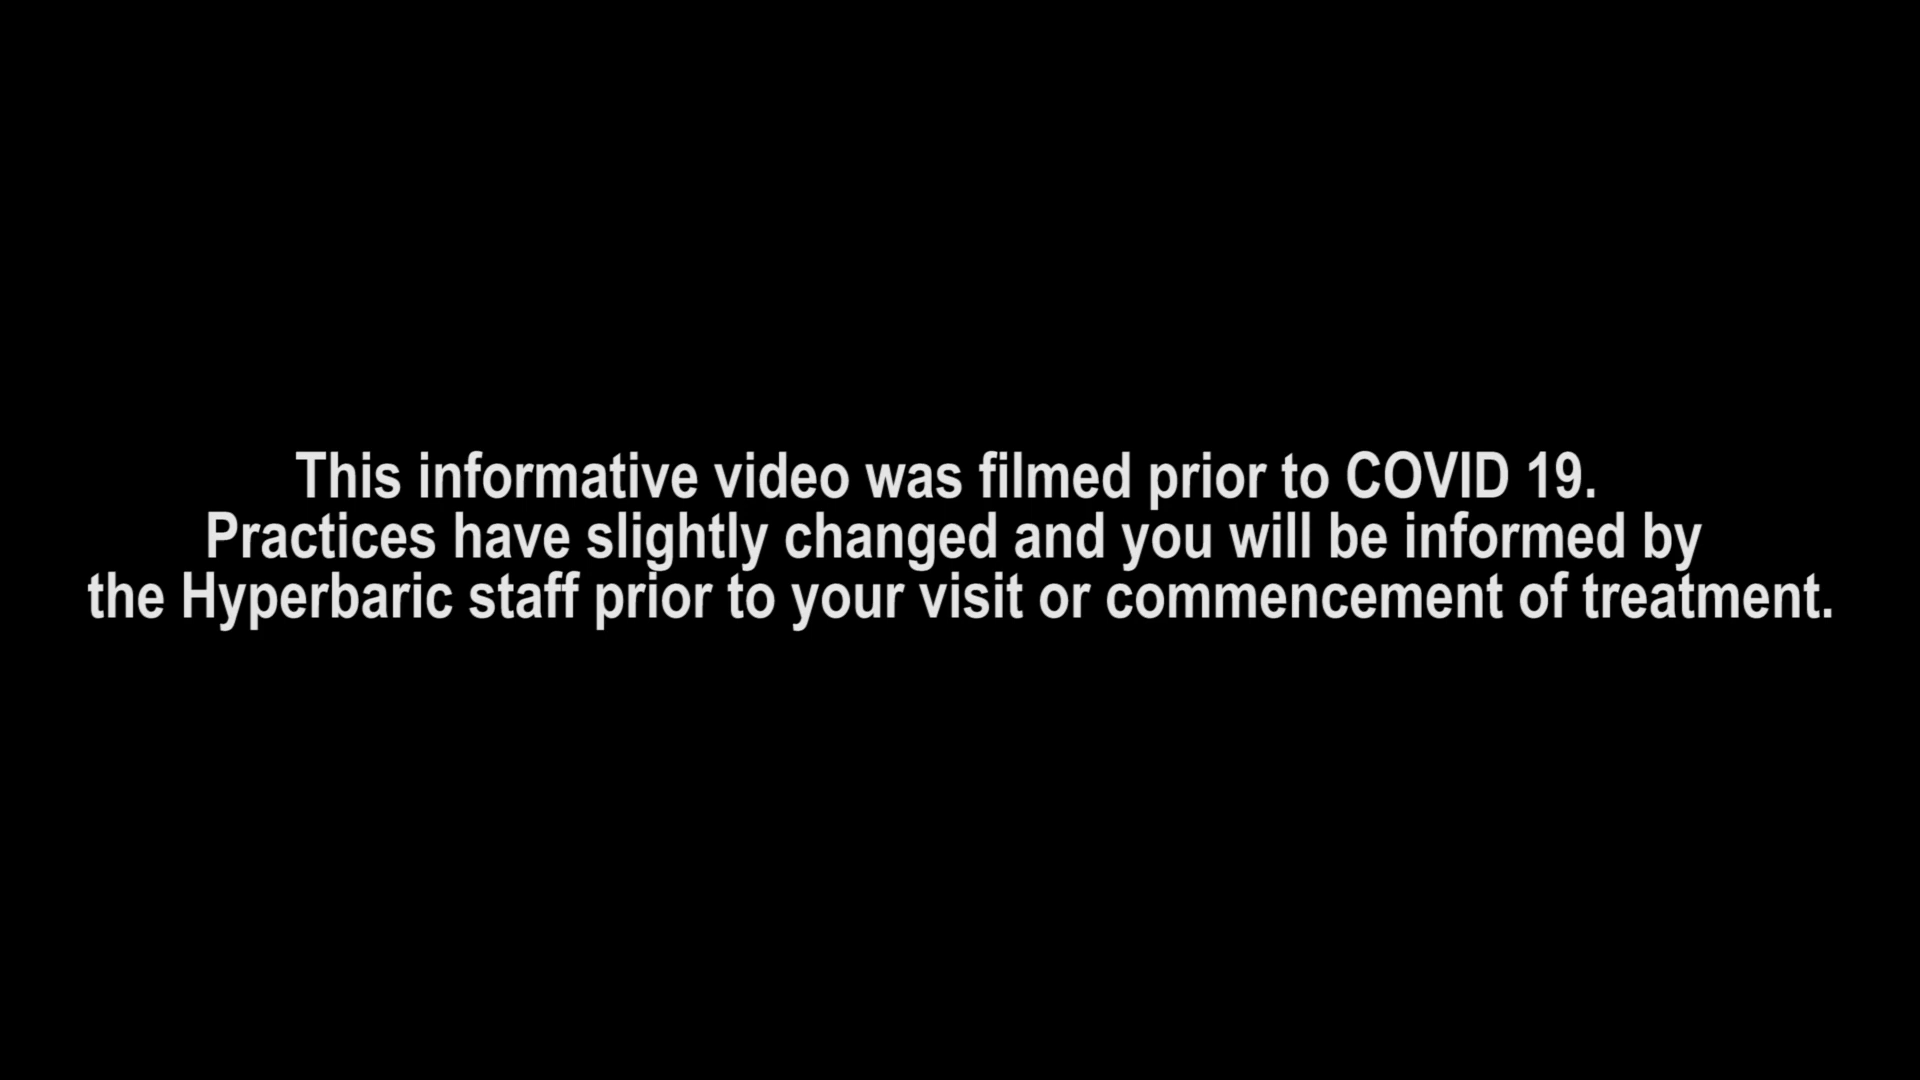 This informative video was filmed prior to COVID 19.
Practices have slightly changed and you will be informed by
the Hyperbaric staff prior to your visit or commencement of treatment.